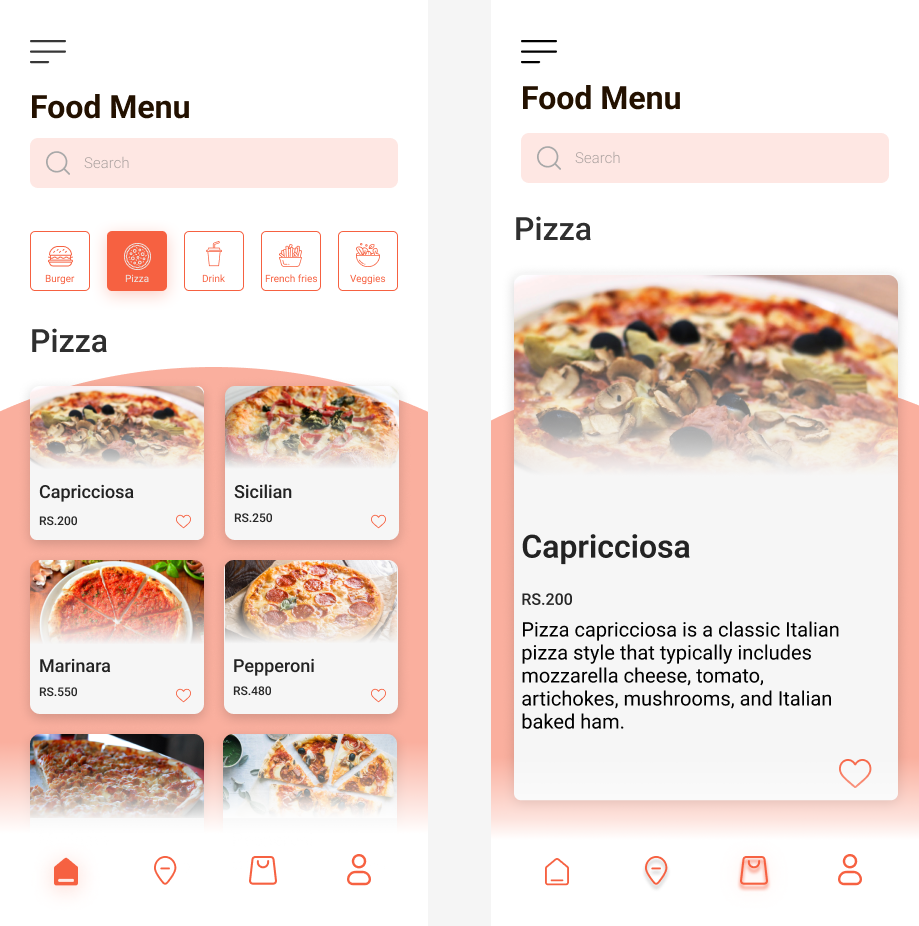 Food Menu
Search
Burger
Pizza
Drink
French fries
Veggies
Pizza
Capricciosa
RS.200
Sicilian
RS.250
Marinara
RS.550
Pepperoni
RS.480
Food Menu
Search
Pizza
Capricciosa
RS.200
Pizza capricciosa is a classic Italian
pizza style that typically includes
mozzarella cheese, tomato,
artichokes, mushrooms, and Italian
baked ham.